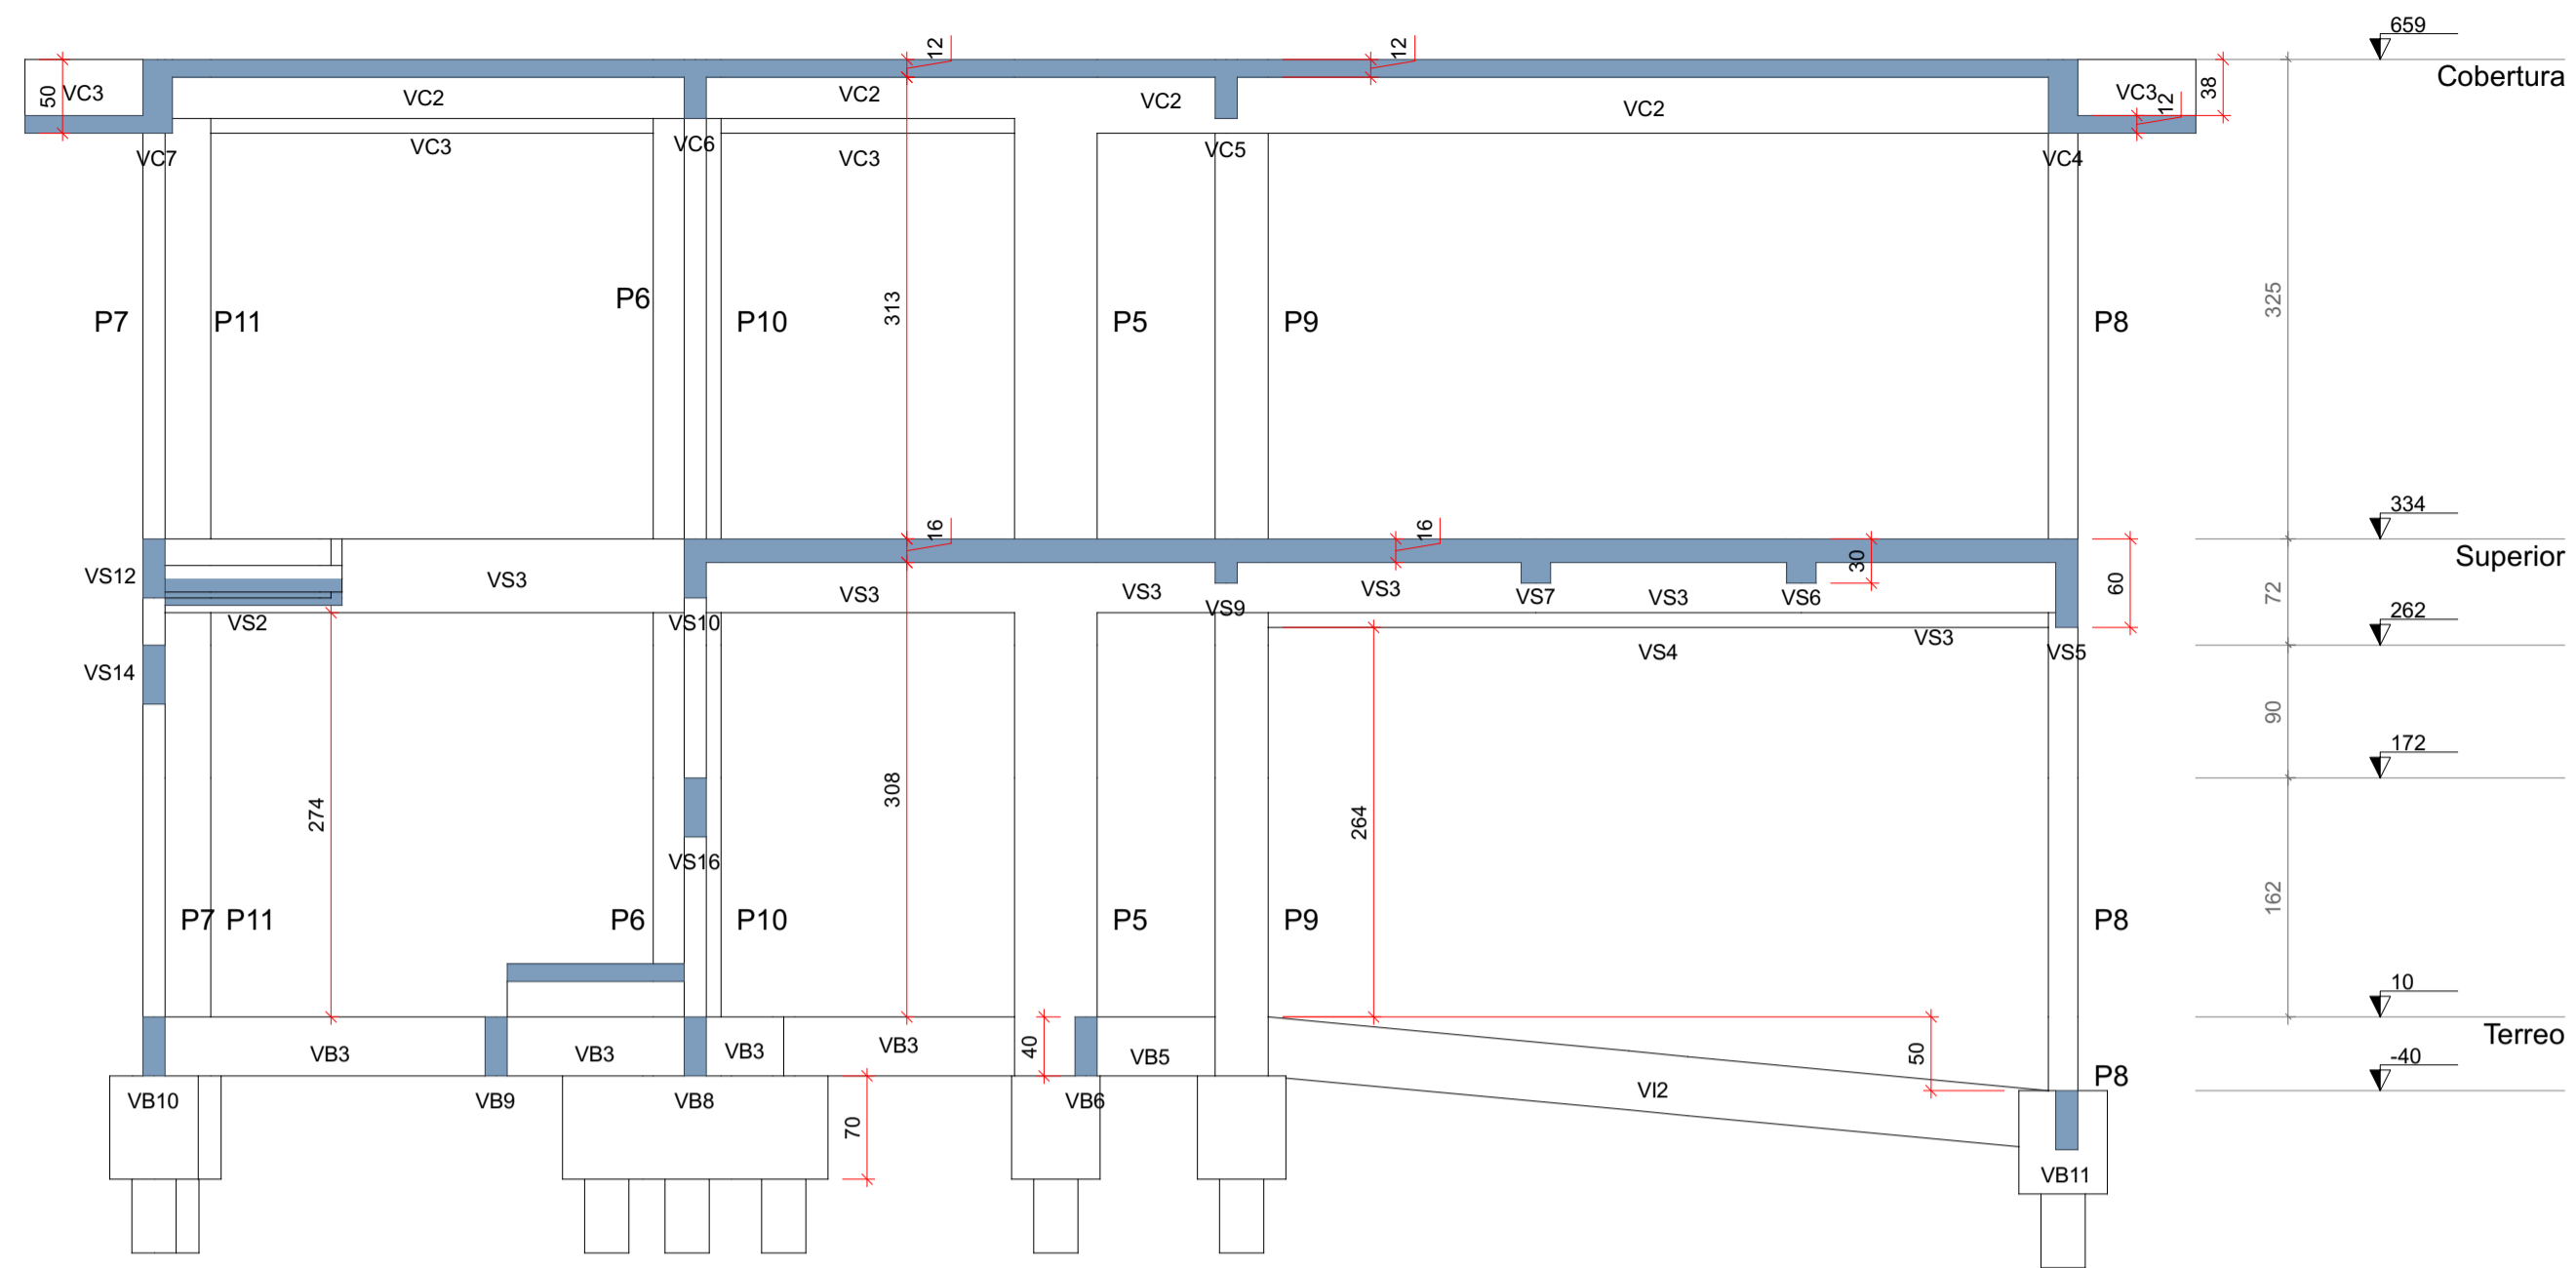 659
Cobertura
12
12
50
VC3
VC2
VC2
VC2
VC2
VC3
12
38
VC7
VC3
VC6
VC3
VC5
VC4
P7
P11
P6
P10
313
P5
P9
P8
325
334
Superior
16
16
30
60
72
VS12
VS3
VS3
VS3
VS9
VS3
VS7
VS3
VS6
262
VS2
VS10
VS4
VS3
VS5
VS14
90
172
274
308
264
VS16
162
P7
P11
P6
P10
P5
P9
P8
10
Terreo
VB3
VB3
VB3
VB3
40
VB5
50
-40
P8
VB10
VB9
VB8
70
VB6
VI2
VB11